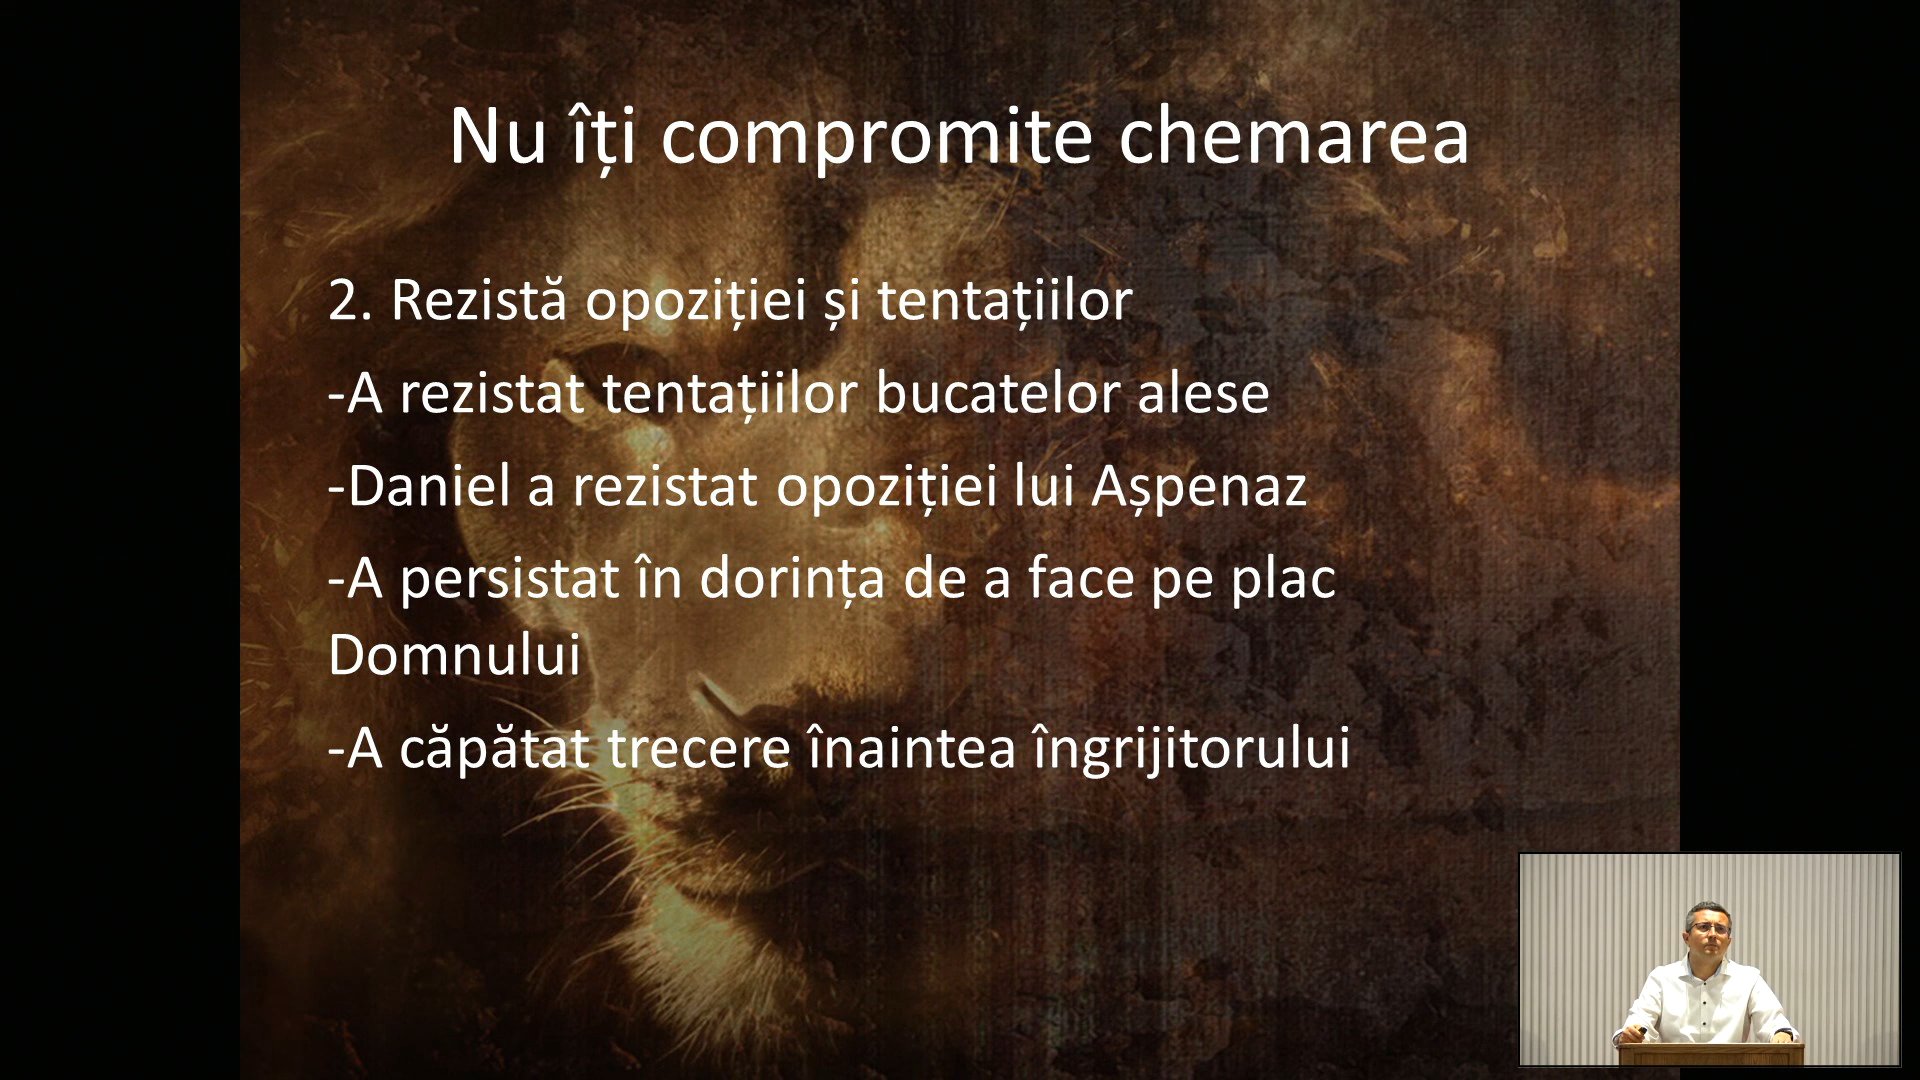 Nu îți compromite chemarea
2. Rezistă opoziției și tentațiilor
-A rezistat tentațiilor bucatelor alese
-Daniel a rezistat opoziției lui Așpenaz
-A persistat în dorința de a face pe plac
Domnului
-A căpătat trecere înaintea îngrijitorului